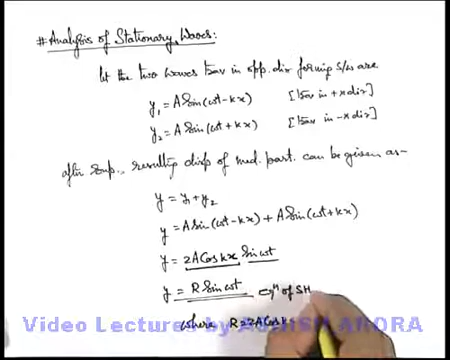 # Analysis of Stationary Waves:
let the two waves trav in opp. dir forming S/w are
y₁ = A Sin(ωt - kx) [trav in +x dir]
y₂ = A Sin(ωt + kx) [trav in -x dir]
after Sup., resulting disp of med. part. can be given as-
y = y₁ + y₂
y = A Sin(ωt - kx) + A Sin(ωt + kx)
y = 2A Cos kx Sin ωt
y = R Sin ωt eqⁿ of SH
where R = 2A Cos k
Video Lectures by ASHISH ARORA